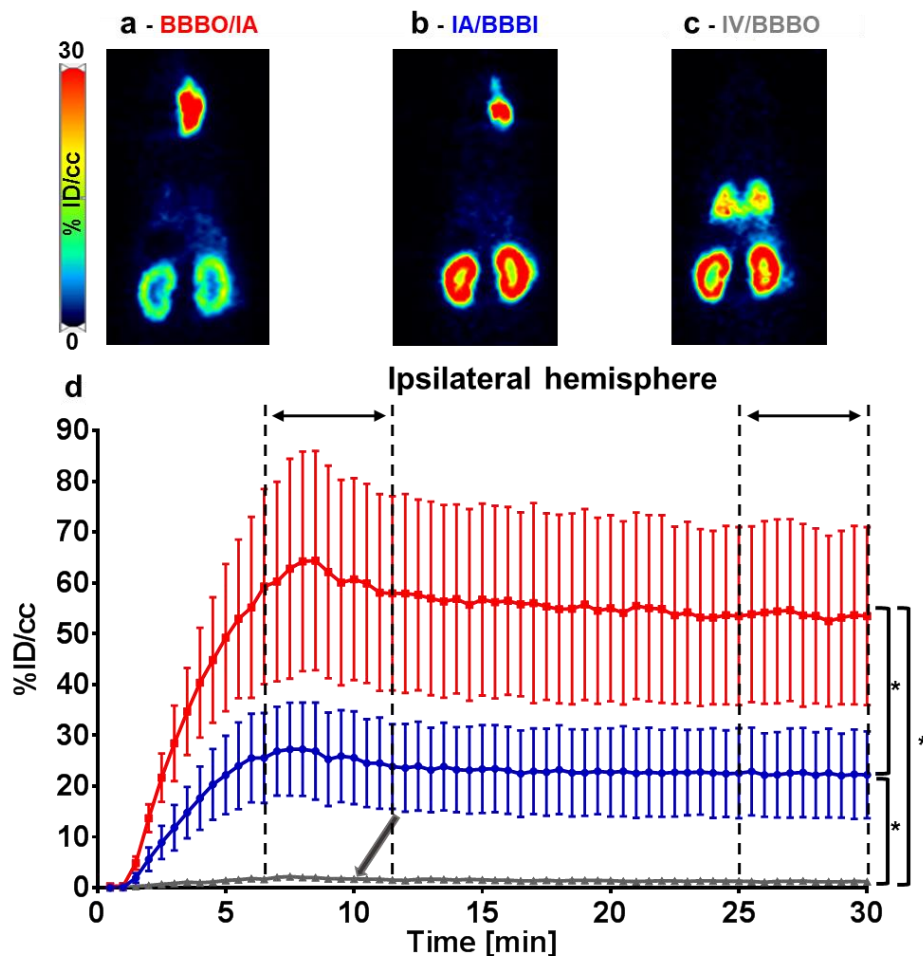 a - BBBO/IA
b - IA/BBBI
c - IV/BBBO
30
% ID/cc
0
d
Ipsilateral hemisphere
90
80
70
60
50
40
30
20
10
0
%ID/cc
0
5
10
15
20
25
30
Time [min]
*
*
*